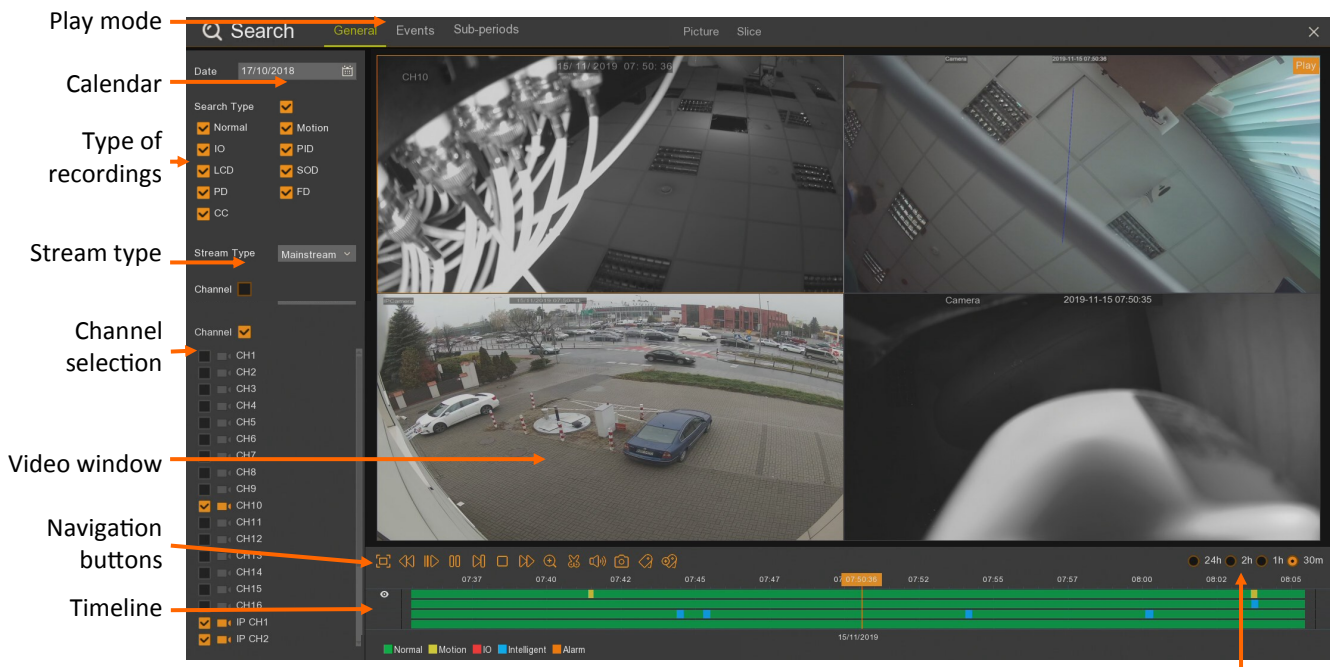 Play mode
Calendar
Type of
recordings
Stream type
Channel
selection
Video window
Navigation
buttons
Timeline
Search General Events Sub-periods Picture Slice
Date 17/10/2018
Search Type
Normal Motion
IO PID
LCD SOD
PD FD
CC
Stream Type Mainstream
Channel
Channel
CH1
CH2
CH3
CH4
CH5
CH6
CH7
CH8
CH9
CH10
CH11
CH12
CH13
CH14
CH15
CH16
IP CH1
IP CH2
CH10 15/11/2019 07:50:36
Camera 2019-11-15 07:50:36 Play
Camera
Camera 2019-11-15 07:50:35
24h 2h 1h 30m
07:37 07:40 07:42 07:45 07:47 07:50:36 07:52 07:55 07:57 08:00 08:02 08:05
15/11/2019
Normal Motion IO Intelligent Alarm